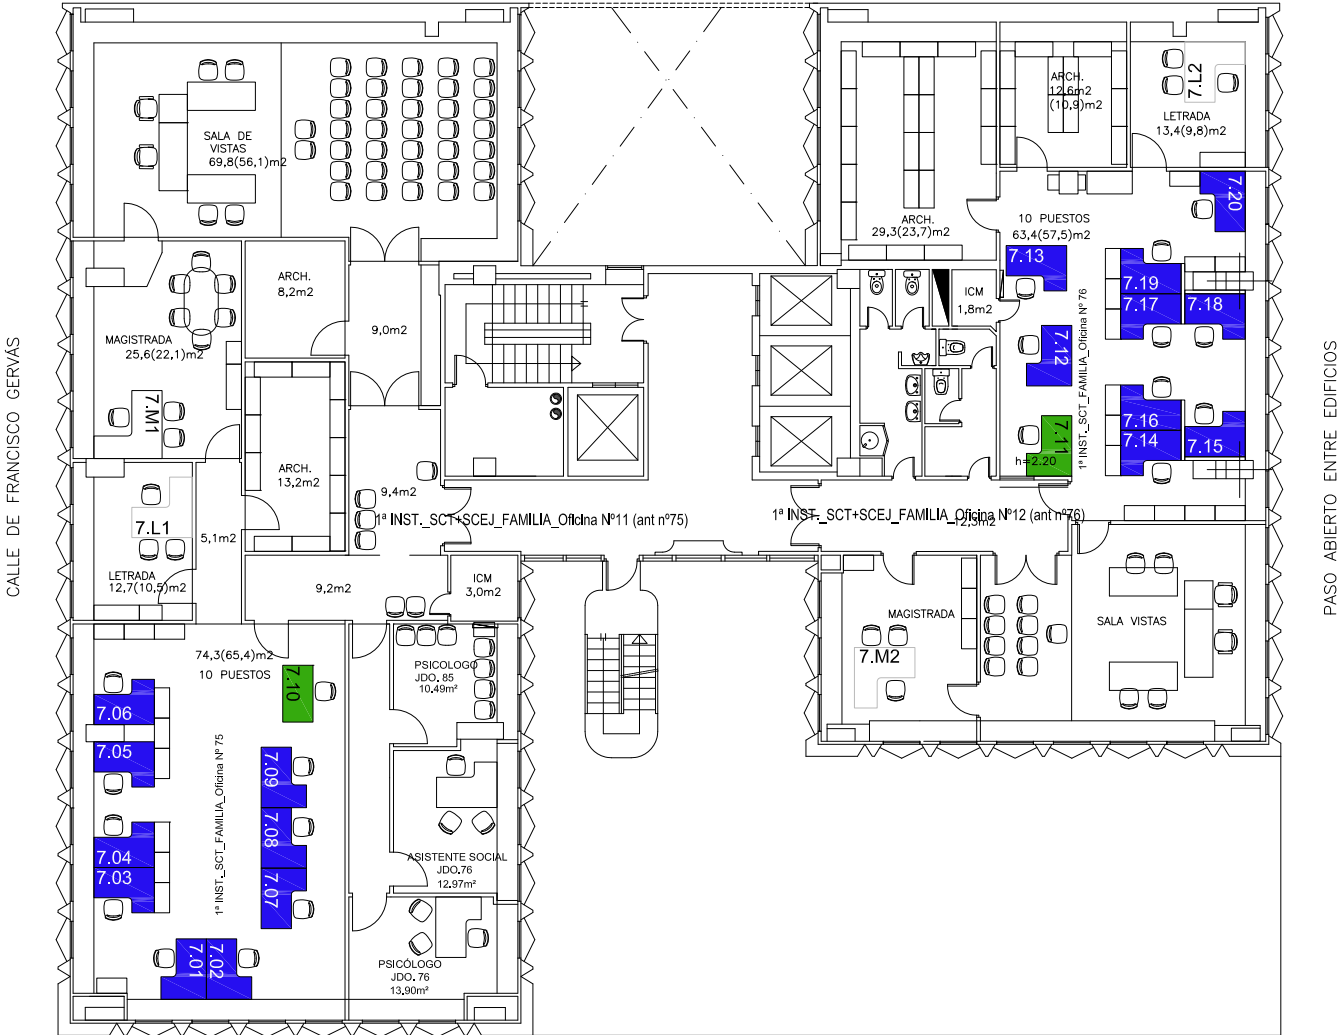 CALLE DE FRANCISCO GERVÁS
SALA DE
VISTAS
69,8(56,1)m2
ARCH.
8,2m2
9,0m2
MAGISTRADA
25,6(22,1)m2
7.M1
ARCH.
13,2m2
9,4m2
1ª INST._SCT+SCEJ_FAMILIA_Oficina Nº11 (ant nº75)
7.L1
5,1m2
LETRADA
12,7(10,5)m2
9,2m2
ICM
3,0m2
74,3(65,4)m2
10 PUESTOS
7.10
7.06
7.05
7.04
7.03
7.09
7.08
7.07
7.01
7.02
1ª INST._SCT_FAMILIA_Oficina Nº 75
PSICOLOGO
JDO. 85
10.49m²
ASISTENTE SOCIAL
JDO.76
12.97m²
PSICÓLOGO
JDO. 76
13.90m²
ARCH.
29,3(23,7)m2
ARCH.
12,6m2
(10,9)m2
7.L2
LETRADA
13,4(9,8)m2
10 PUESTOS
63,4(57,5)m2
7.20
7.13
7.19
7.17
7.18
7.12
7.16
7.14
7.15
7.11
h=2.20
1ª INST._SCT_FAMILIA_Oficina Nº 76
ICM
1,8m2
1ª INST._SCT+SCEJ_FAMILIA_Oficina Nº12 (ant nº76)
12,3m2
MAGISTRADA
7.M2
SALA VISTAS
PASO ABIERTO ENTRE EDIFICIOS